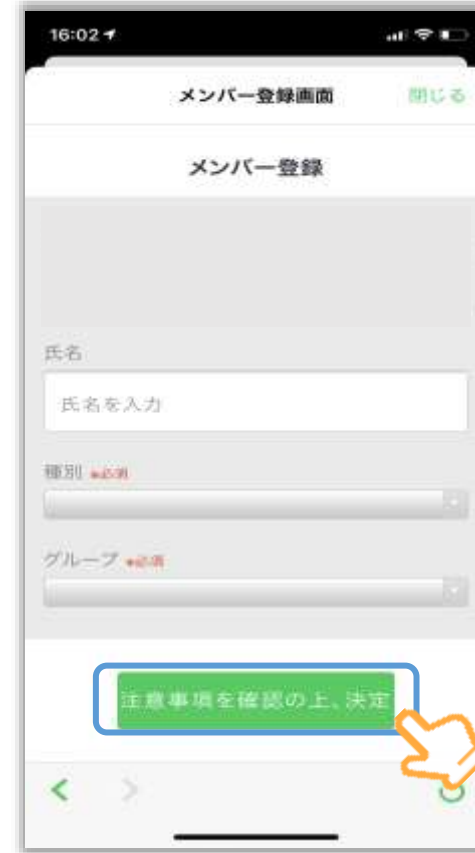 16:02
メンバー登録画面
閉じる
メンバー登録
氏名
氏名を入力
種別 ※必須
グループ ※必須
注意事項を確認の上、決定